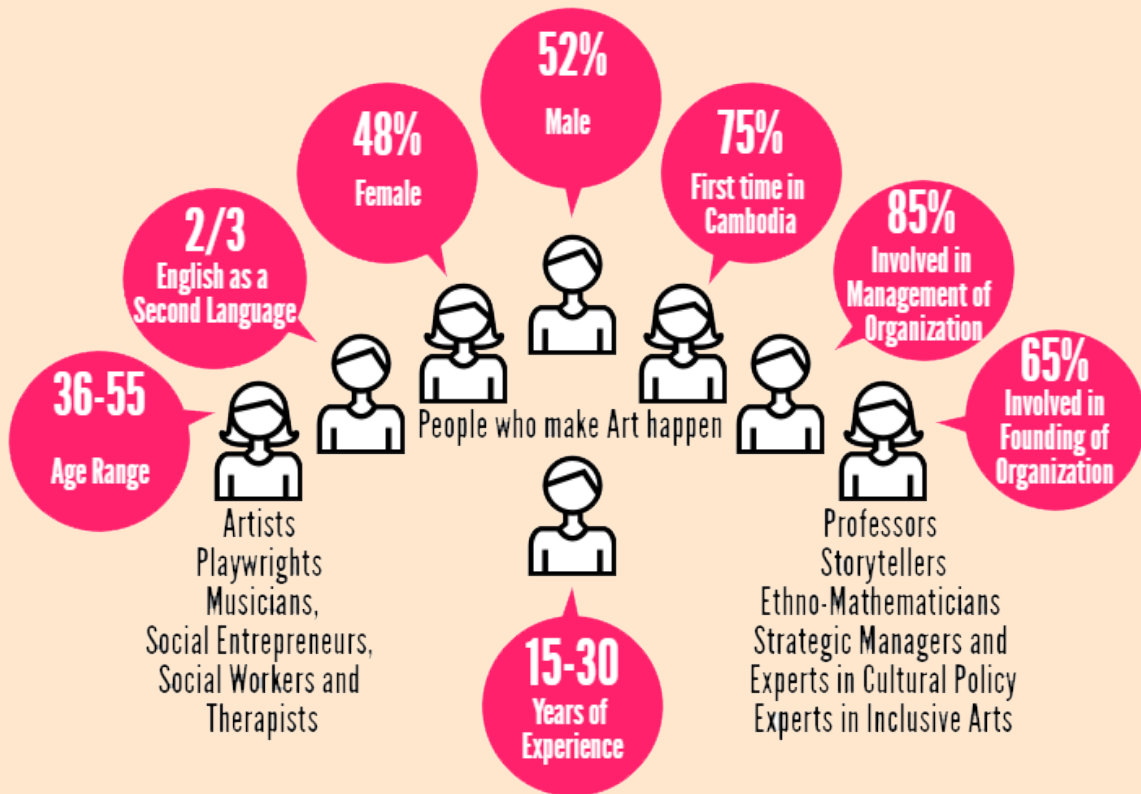 52%
Male
48%
Female
75%
First time in
Cambodia
2/3
English as a
Second Language
85%
Involved in
Management of
Organization
36-55
Age Range
65%
Involved in
Founding of
Organization
People who make Art happen
Artists
Playwrights
Musicians,
Social Entrepreneurs,
Social Workers and
Therapists
Professors
Storytellers
Ethno-Mathematicians
Strategic Managers and
Experts in Cultural Policy
Experts in Inclusive Arts
15-30
Years of
Experience